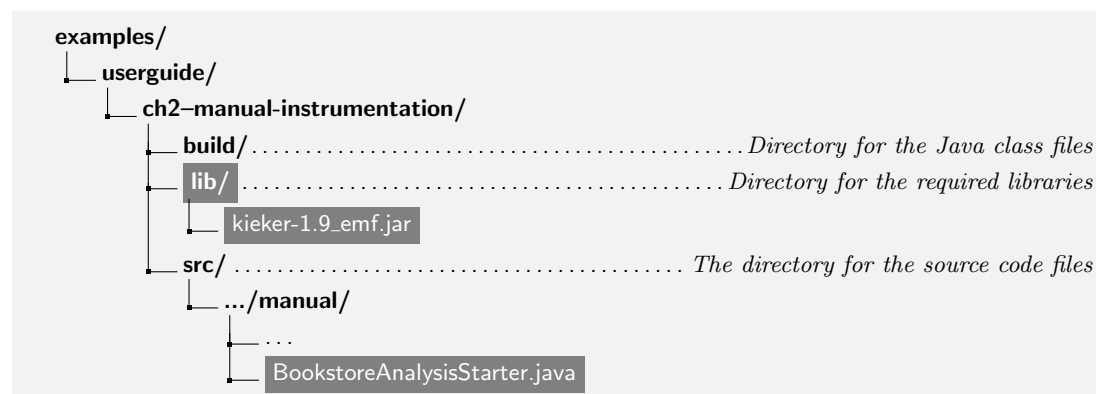 examples/
userguide/
ch2–manual-instrumentation/
build/ ........................................ Directory for the Java class files
lib/ ........................................ Directory for the required libraries
kieker-1.9_emf.jar
src/ ........................................ The directory for the source code files
.../manual/
...
BookstoreAnalysisStarter.java